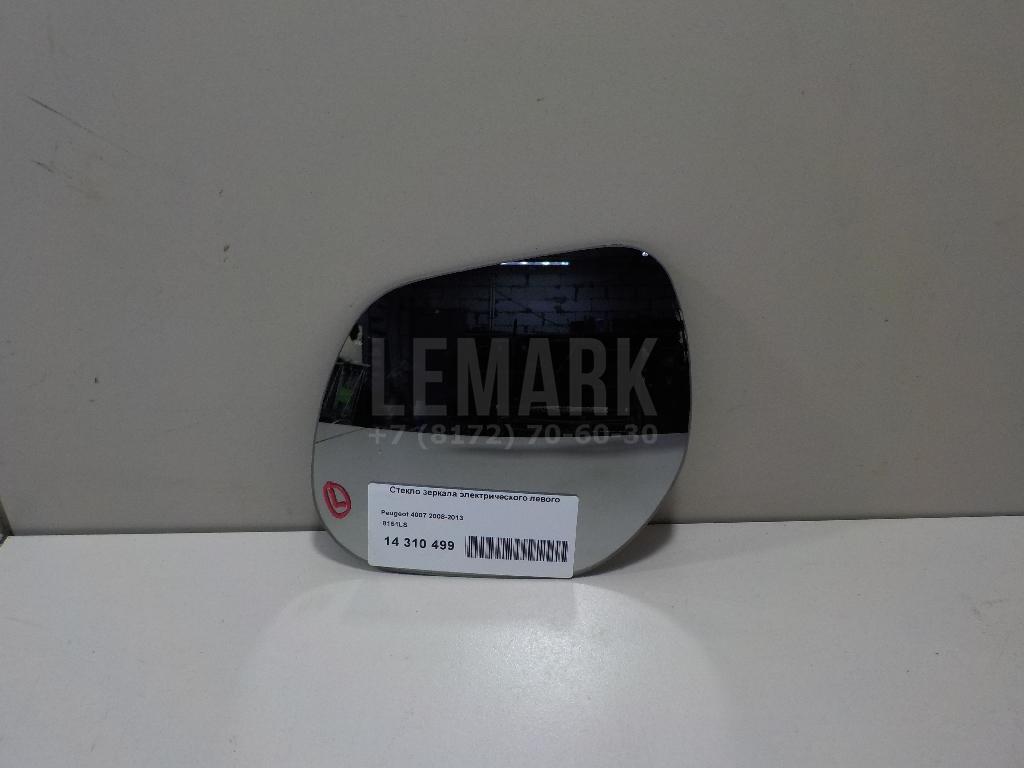 LEMARK
+7 (8172) 70-60-30
L
Стекло зеркала электрического левого
Peugeot 4007 2008-2013
8151LS
14 310 499